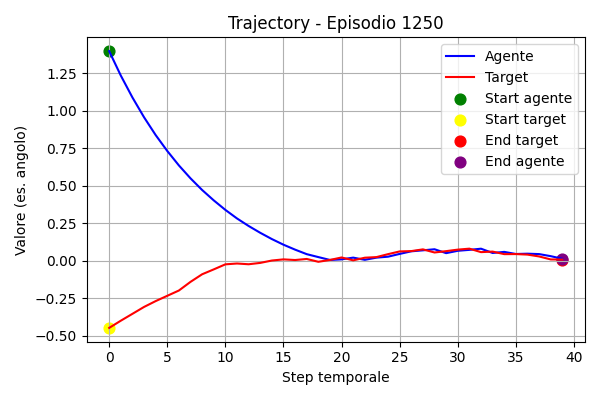 Trajectory - Episodio 1250
Valore (es. angolo)
1.25
1.00
0.75
0.50
0.25
0.00
−0.25
−0.50
Agente
Target
Start agente
Start target
End target
End agente
0 5 10 15 20 25 30 35 40
Step temporale